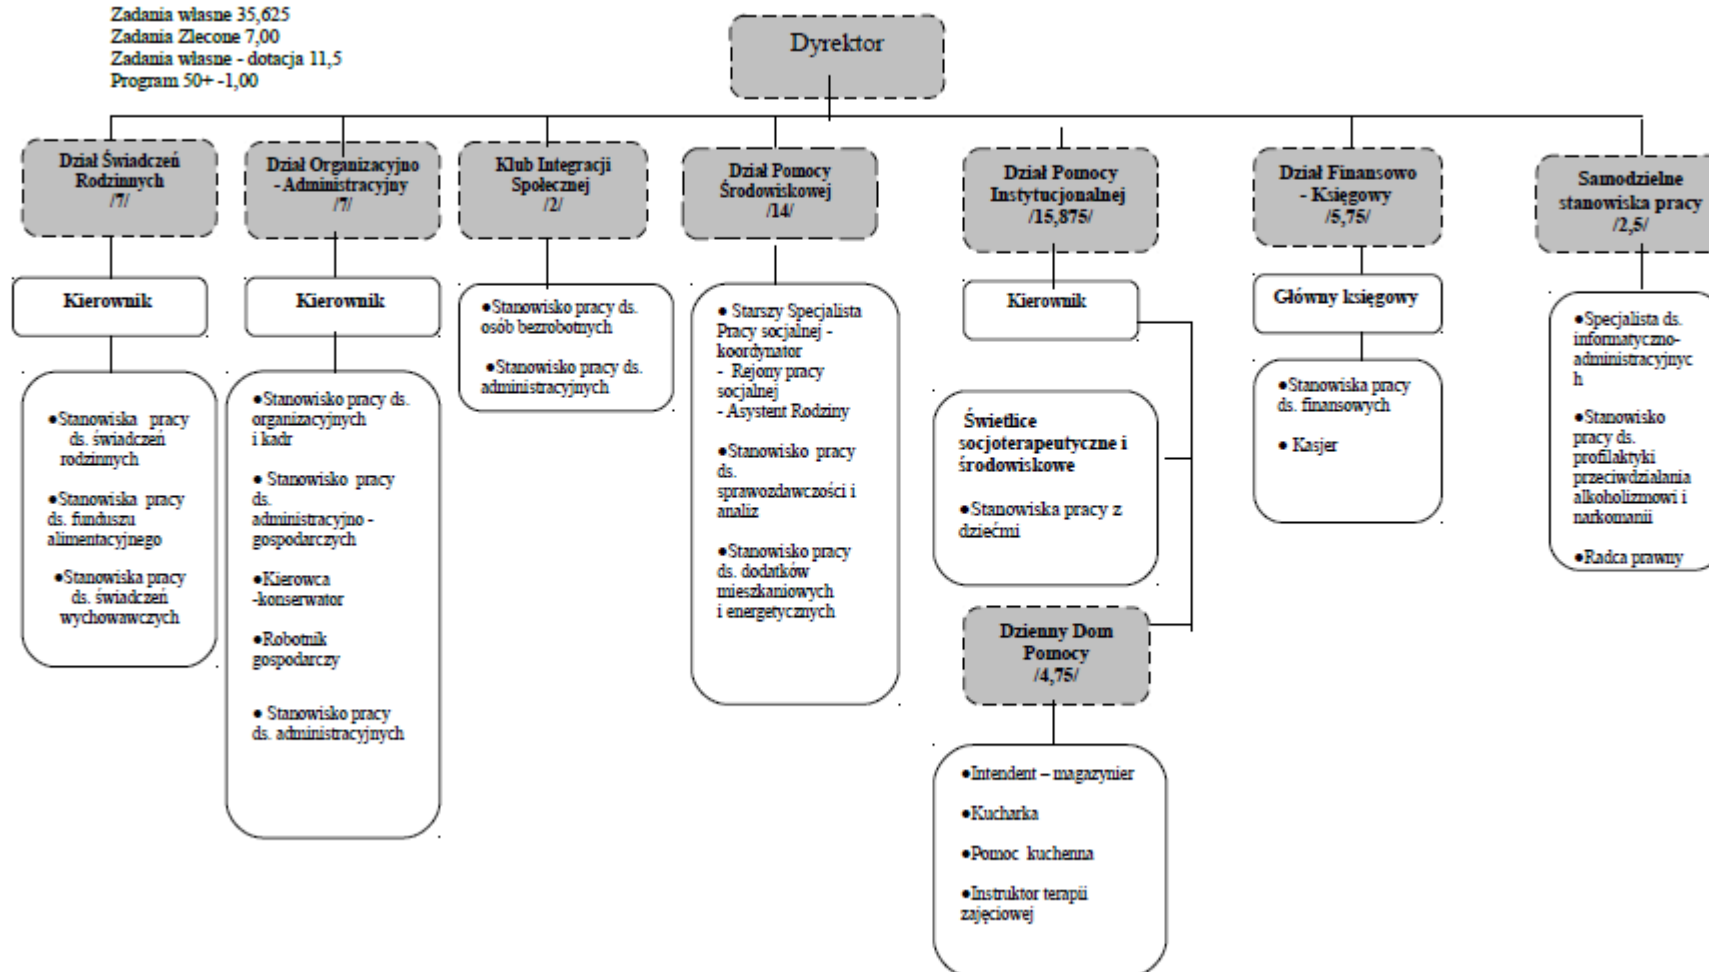 Zadania własne 35,625
Zadania Zlecone 7,00
Zadania własne - dotacja 11,5
Program 50+ -1,00
Dyrektor
Dział Świadczeń
Rodzinnych
/7/
Dział Organizacyjno
- Administracyjny
/7/
Klub Integracji
Społecznej
/2/
Dział Pomocy
Środowiskowej
/14/
Dział Pomocy
Instytucjonalnej
/15,875/
Dział Finansowo
- Księgowy
/5,75/
Samodzielne
stanowiska pracy
/2,5/
Kierownik
●Stanowiska pracy
ds. świadczeń
rodzinnych
●Stanowiska pracy
ds. funduszu
alimentacyjnego
●Stanowiska pracy
ds. świadczeń
wychowawczych
Kierownik
●Stanowisko pracy ds.
organizacyjnych
i kadr
● Stanowisko pracy
ds.
administracyjno -
gospodarczych
●Kierowca
-konserwator
●Robotnik
gospodarczy
● Stanowisko pracy
ds. administracyjnych
●Stanowisko pracy ds.
osób bezrobotnych
●Stanowisko pracy ds.
administracyjnych
● Starszy Specjalista
Pracy socjalnej -
koordynator
- Rejony pracy
socjalnej
- Asystent Rodziny
●Stanowisko pracy
ds.
sprawozdawczości i
analiz
●Stanowisko pracy
ds. dodatków
mieszkaniowych
i energetycznych
Kierownik
Świetlice
socjoterapeutyczne i
środowiskowe
●Stanowiska pracy z
dziećmi
Dzienny Dom
Pomocy
/4,75/
●Intendent – magazynier
●Kucharka
●Pomoc kuchenna
●Instruktor terapii
zajęciowej
Główny księgowy
●Stanowiska pracy
ds. finansowych
● Kasjer
●Specjalista ds.
informatyczno-
administracyjnyc
h
●Stanowisko
pracy ds.
profilaktyki
przeciwdziałania
alkoholizmowi i
narkomanii
●Radca prawny